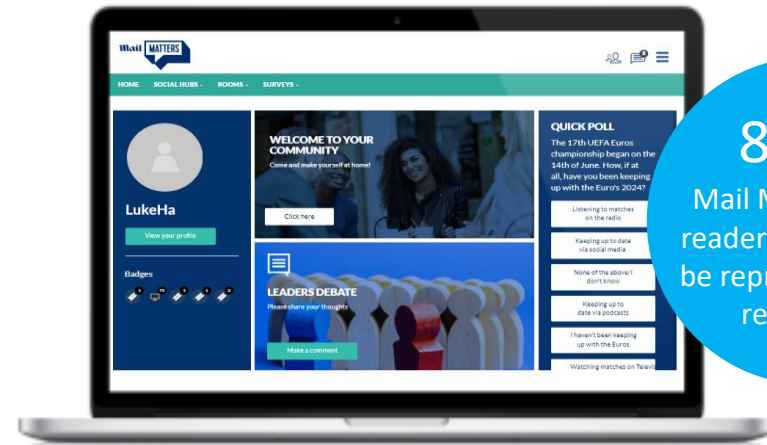 Mail MATTERS
HOME SOCIAL HUBS ROOMS SURVEYS
LukeHa
View your profile
Badges
WELCOME TO YOUR
COMMUNITY
Come and make yourself at home!
Click here
LEADERS DEBATE
Please share your thoughts
Make a comment
QUICK POLL
The 17th UEFA Euros
championship began on the
14th of June. How, if at
all, have you been keeping
up with the Euro's 2024?
Listening to matches
on the radio
Keeping up to date
via social media
None of the above/I
don't know
Keeping up to
date via podcasts
I haven't been keeping
up with the Euros
Watching matches on Televis
8
Mail M
reader
be repr
re